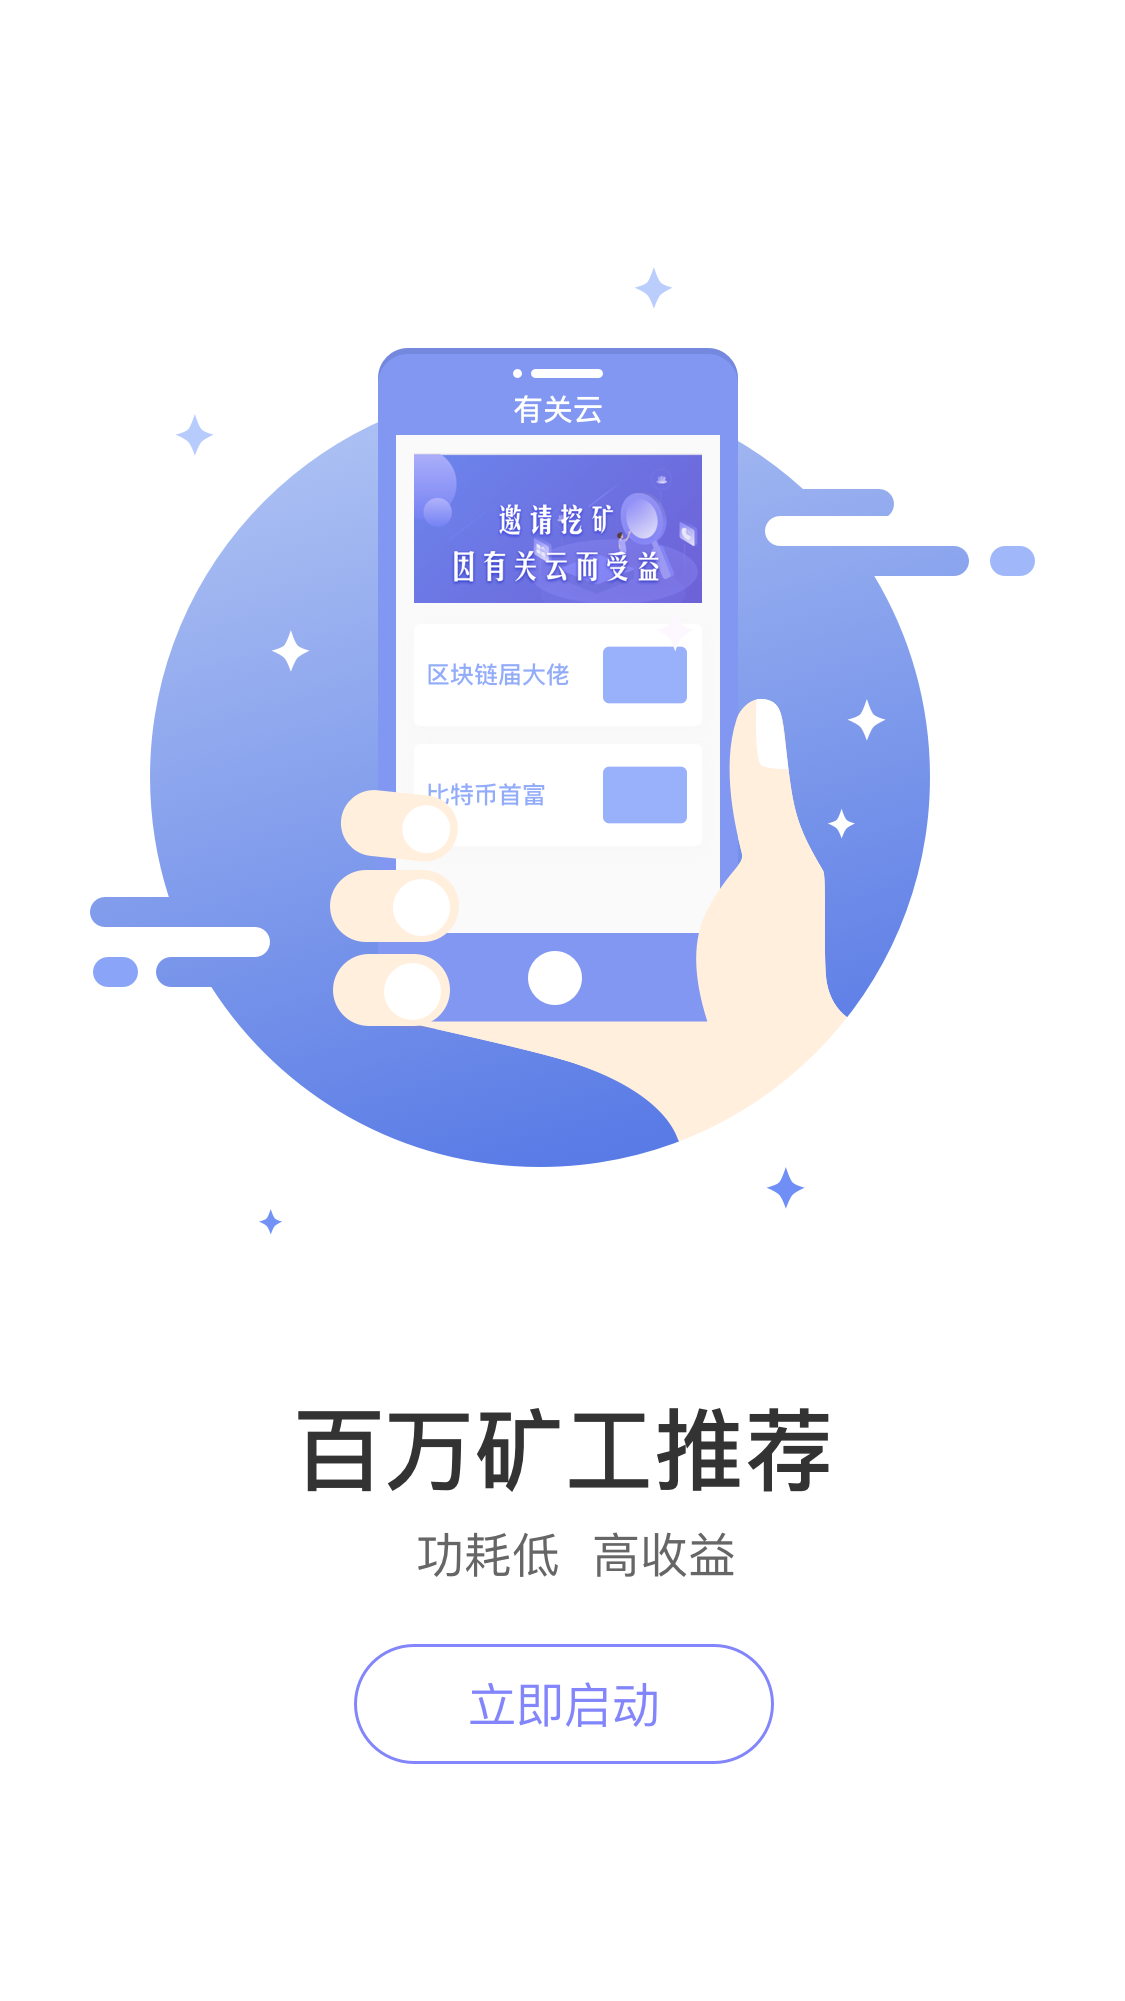 有关云
邀请挖矿
因有关云而受益
区块链届大佬
比特币首富
百万矿工推荐
功耗低 高收益
立即启动